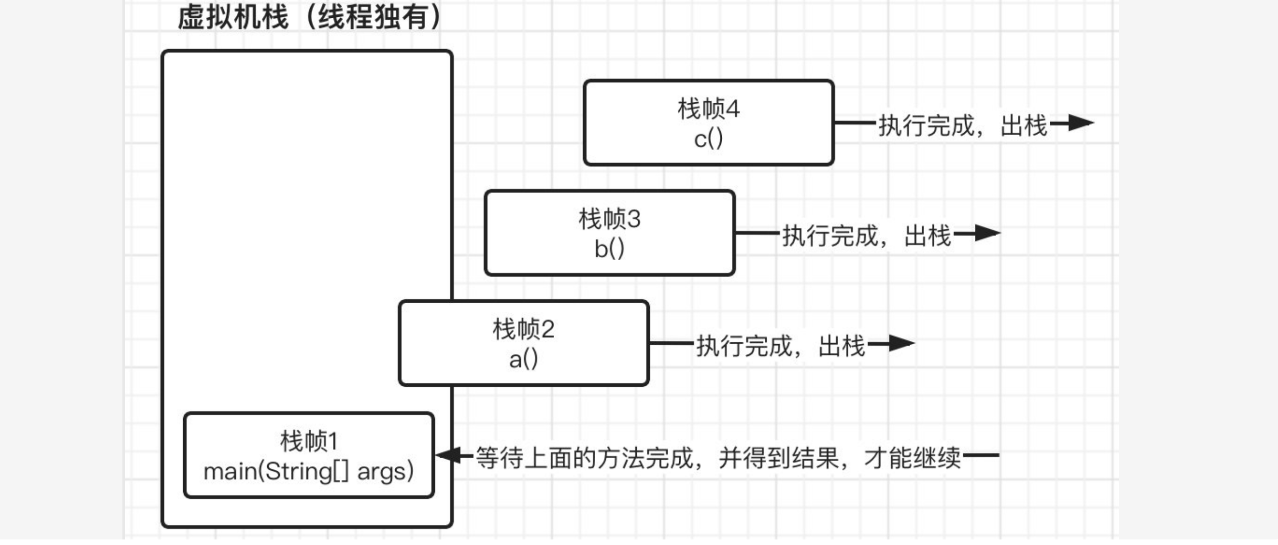 虚拟机栈（线程独有）
栈帧4
c()
执行完成，出栈
栈帧3
b()
执行完成，出栈
栈帧2
a()
执行完成，出栈
栈帧1
main(String[] args)
等待上面的方法完成，并得到结果，才能继续